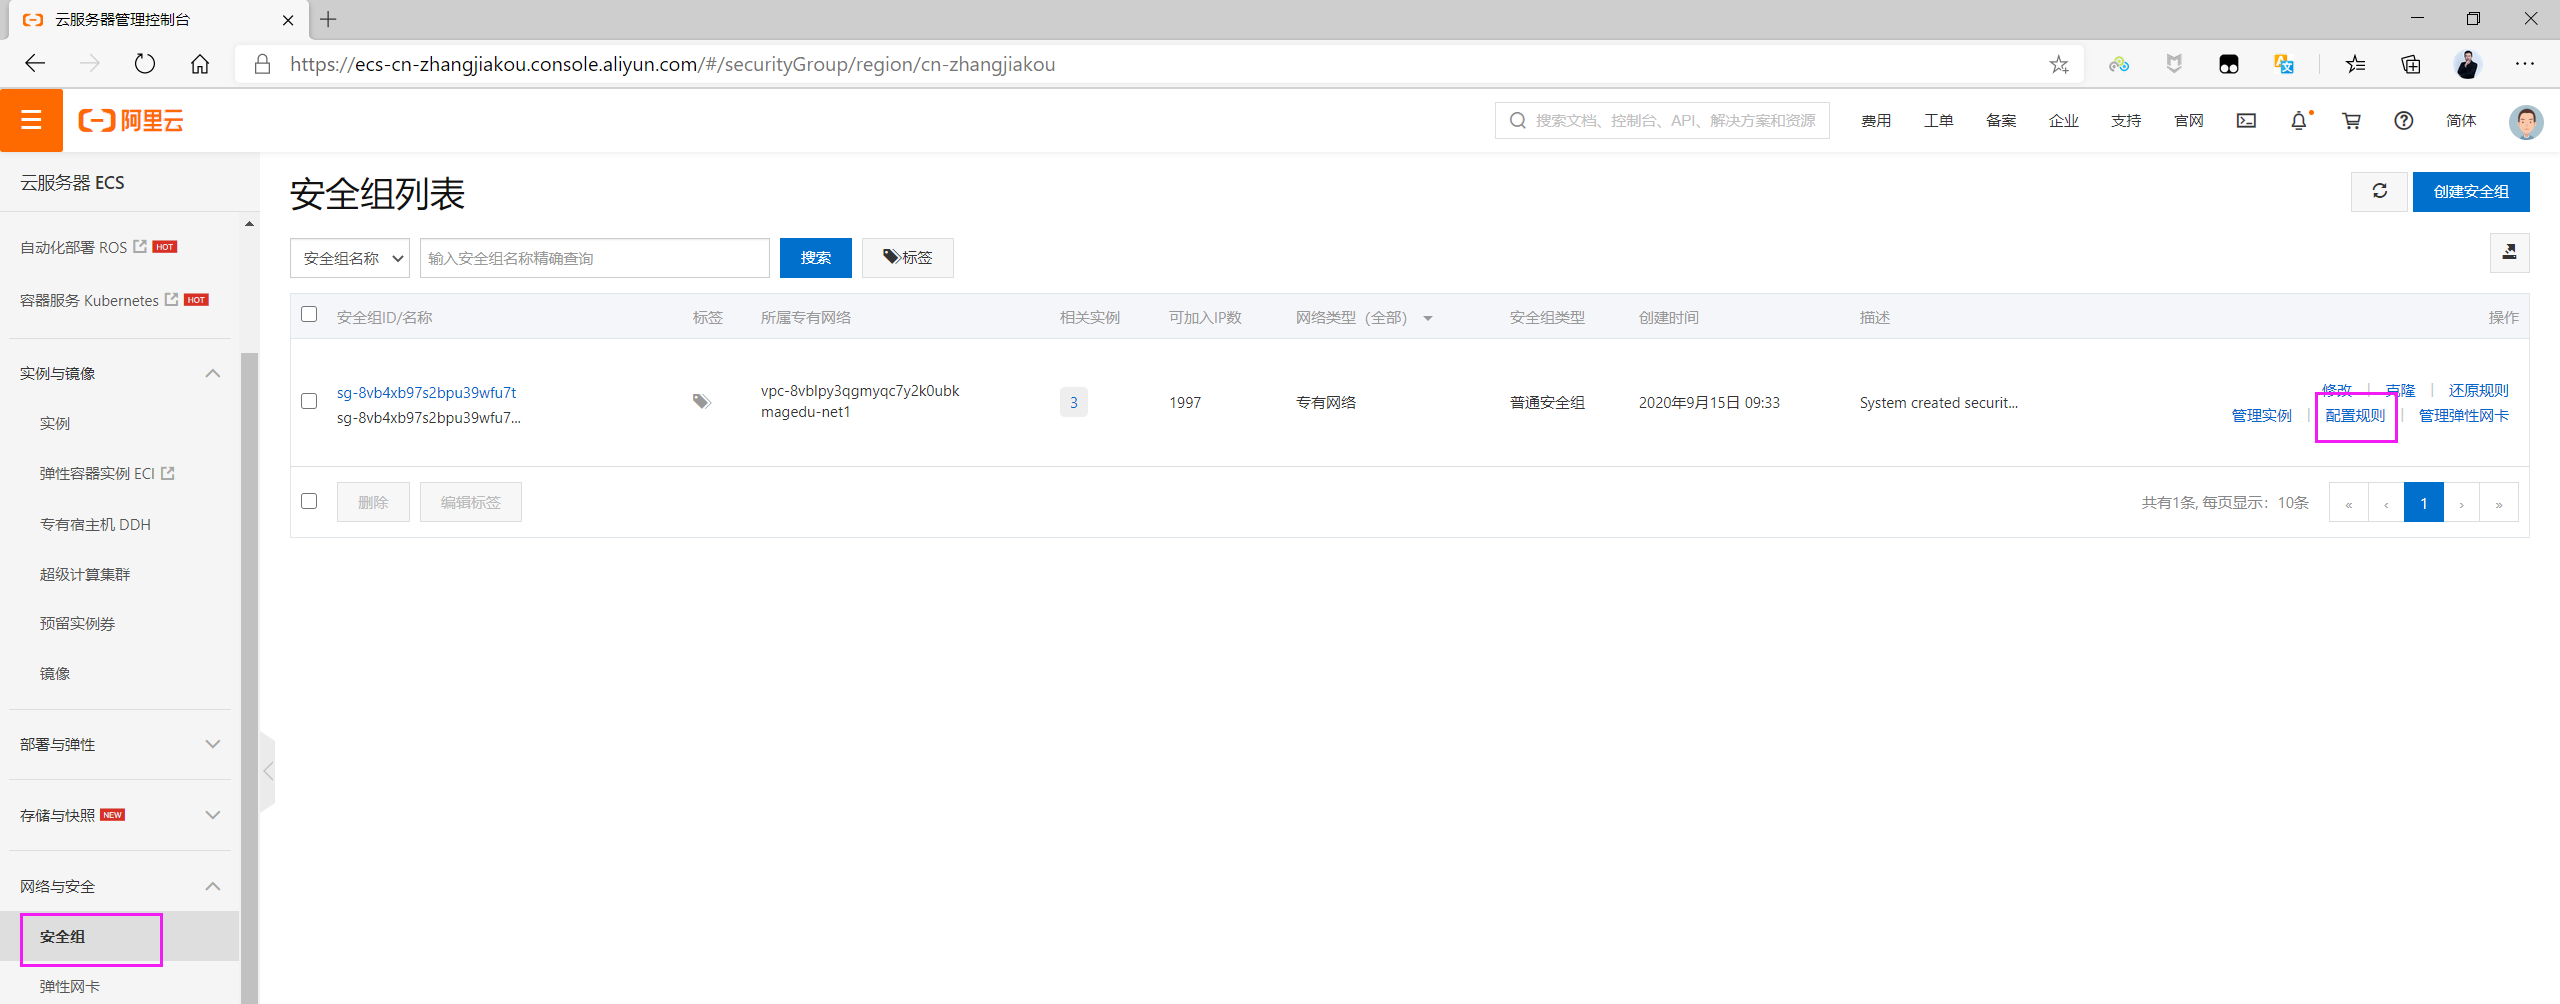 云服务器管理控制台
https://ecs-cn-zhangjiakou.console.aliyun.com/#/securityGroup/region/cn-zhangjiakou
阿里云
搜索文档、控制台、API、解决方案和资源
费用 工单 备案 企业 支持 官网 简体
云服务器 ECS
自动化部署 ROS HOT
容器服务 Kubernetes HOT
实例与镜像
实例
弹性容器实例 ECI
专有宿主机 DDH
超级计算集群
预留实例券
镜像
部署与弹性
存储与快照 NEW
网络与安全
安全组
弹性网卡
安全组列表
创建安全组
安全组名称 输入安全组名称精确查询 搜索 标签
安全组ID/名称 标签 所属专有网络 相关实例 可加入IP数 网络类型（全部） 安全组类型 创建时间 描述 操作
sg-8vb4xb97s2bpu39wfu7t
sg-8vb4xb97s2bpu39wfu7...
vpc-8vblpy3qgmyqc7y2k0ubk
magedu-net1
3 1997 专有网络 普通安全组 2020年9月15日 09:33 System created securit...
修改 | 克隆 | 还原规则
管理实例 | 配置规则 | 管理弹性网卡
删除 编辑标签 共有1条, 每页显示：10条 « ‹ 1 › »